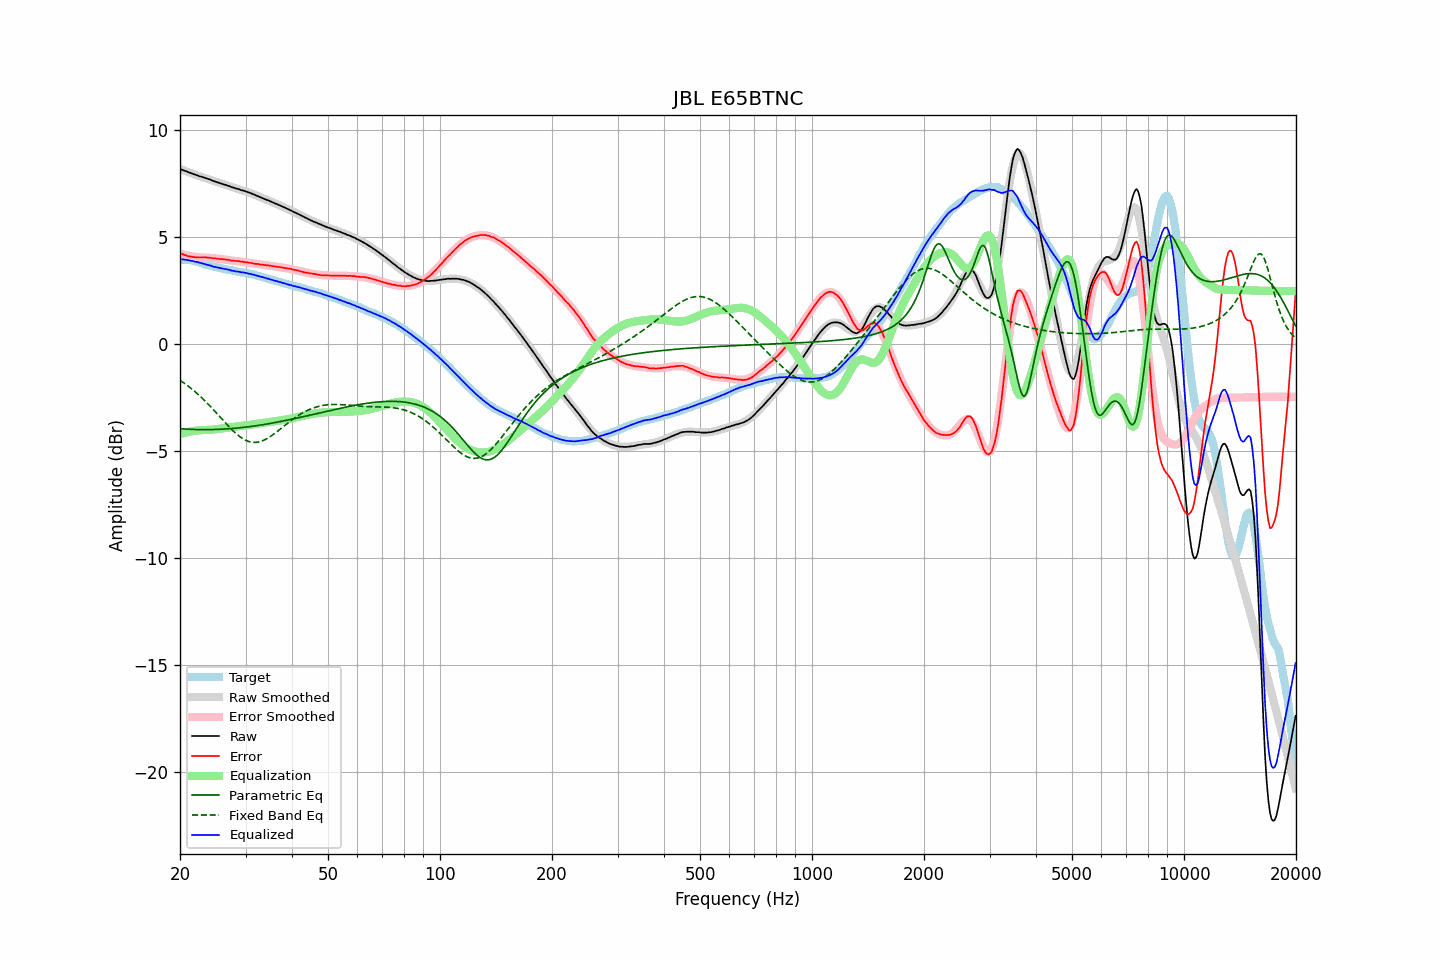 JBL E65BTNC
Amplitude (dBr)
10
5
0
−5
−10
−15
−20
Target
Raw Smoothed
Error Smoothed
Raw
Error
Equalization
Parametric Eq
Fixed Band Eq
Equalized
20 50 100 200 500 1000 2000 5000 10000 20000
Frequency (Hz)